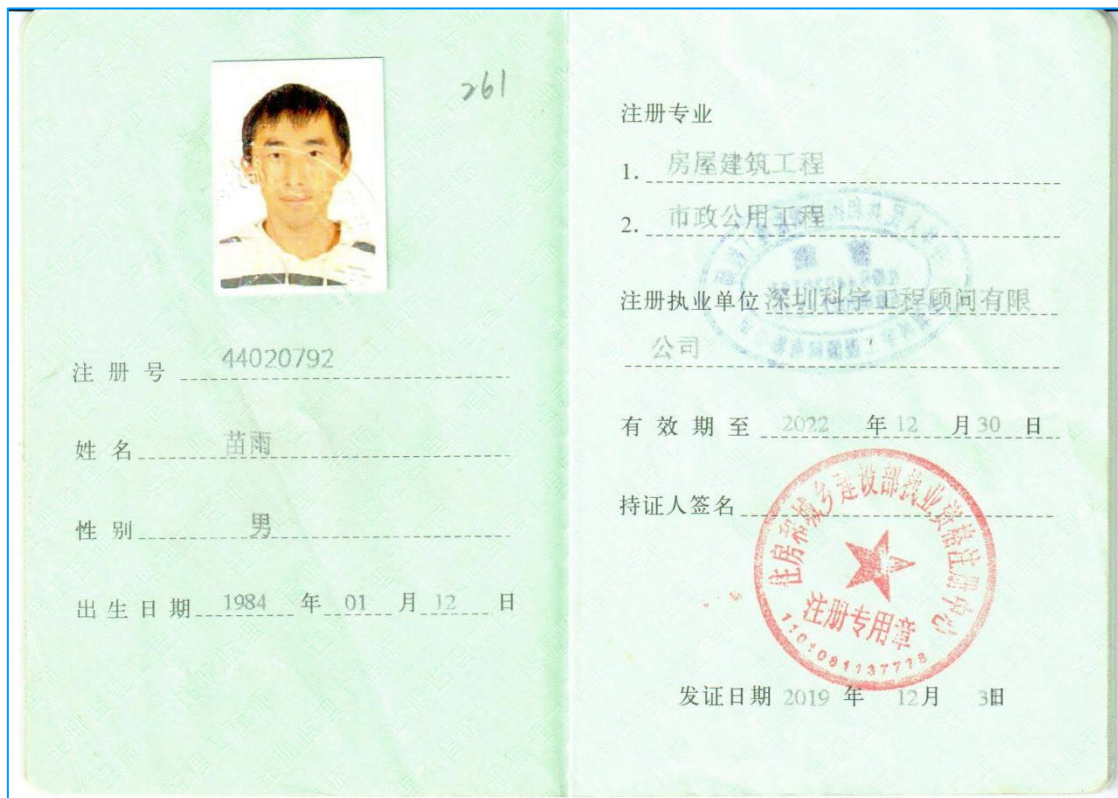 261
注 册 号 44020792
姓 名 苗雨
性 别 男
出 生 日 期 1984 年 01 月 12 日
注册专业
1. 房屋建筑工程
2. 市政公用工程
注册执业单位 深圳科宇工程顾问有限
公司
有 效 期 至 2022 年 12 月 30 日
持证人签名
住房和城乡建设部执业资格注册中心
注册专用章
1101081137778
发证日期 2019 年 12月 3日